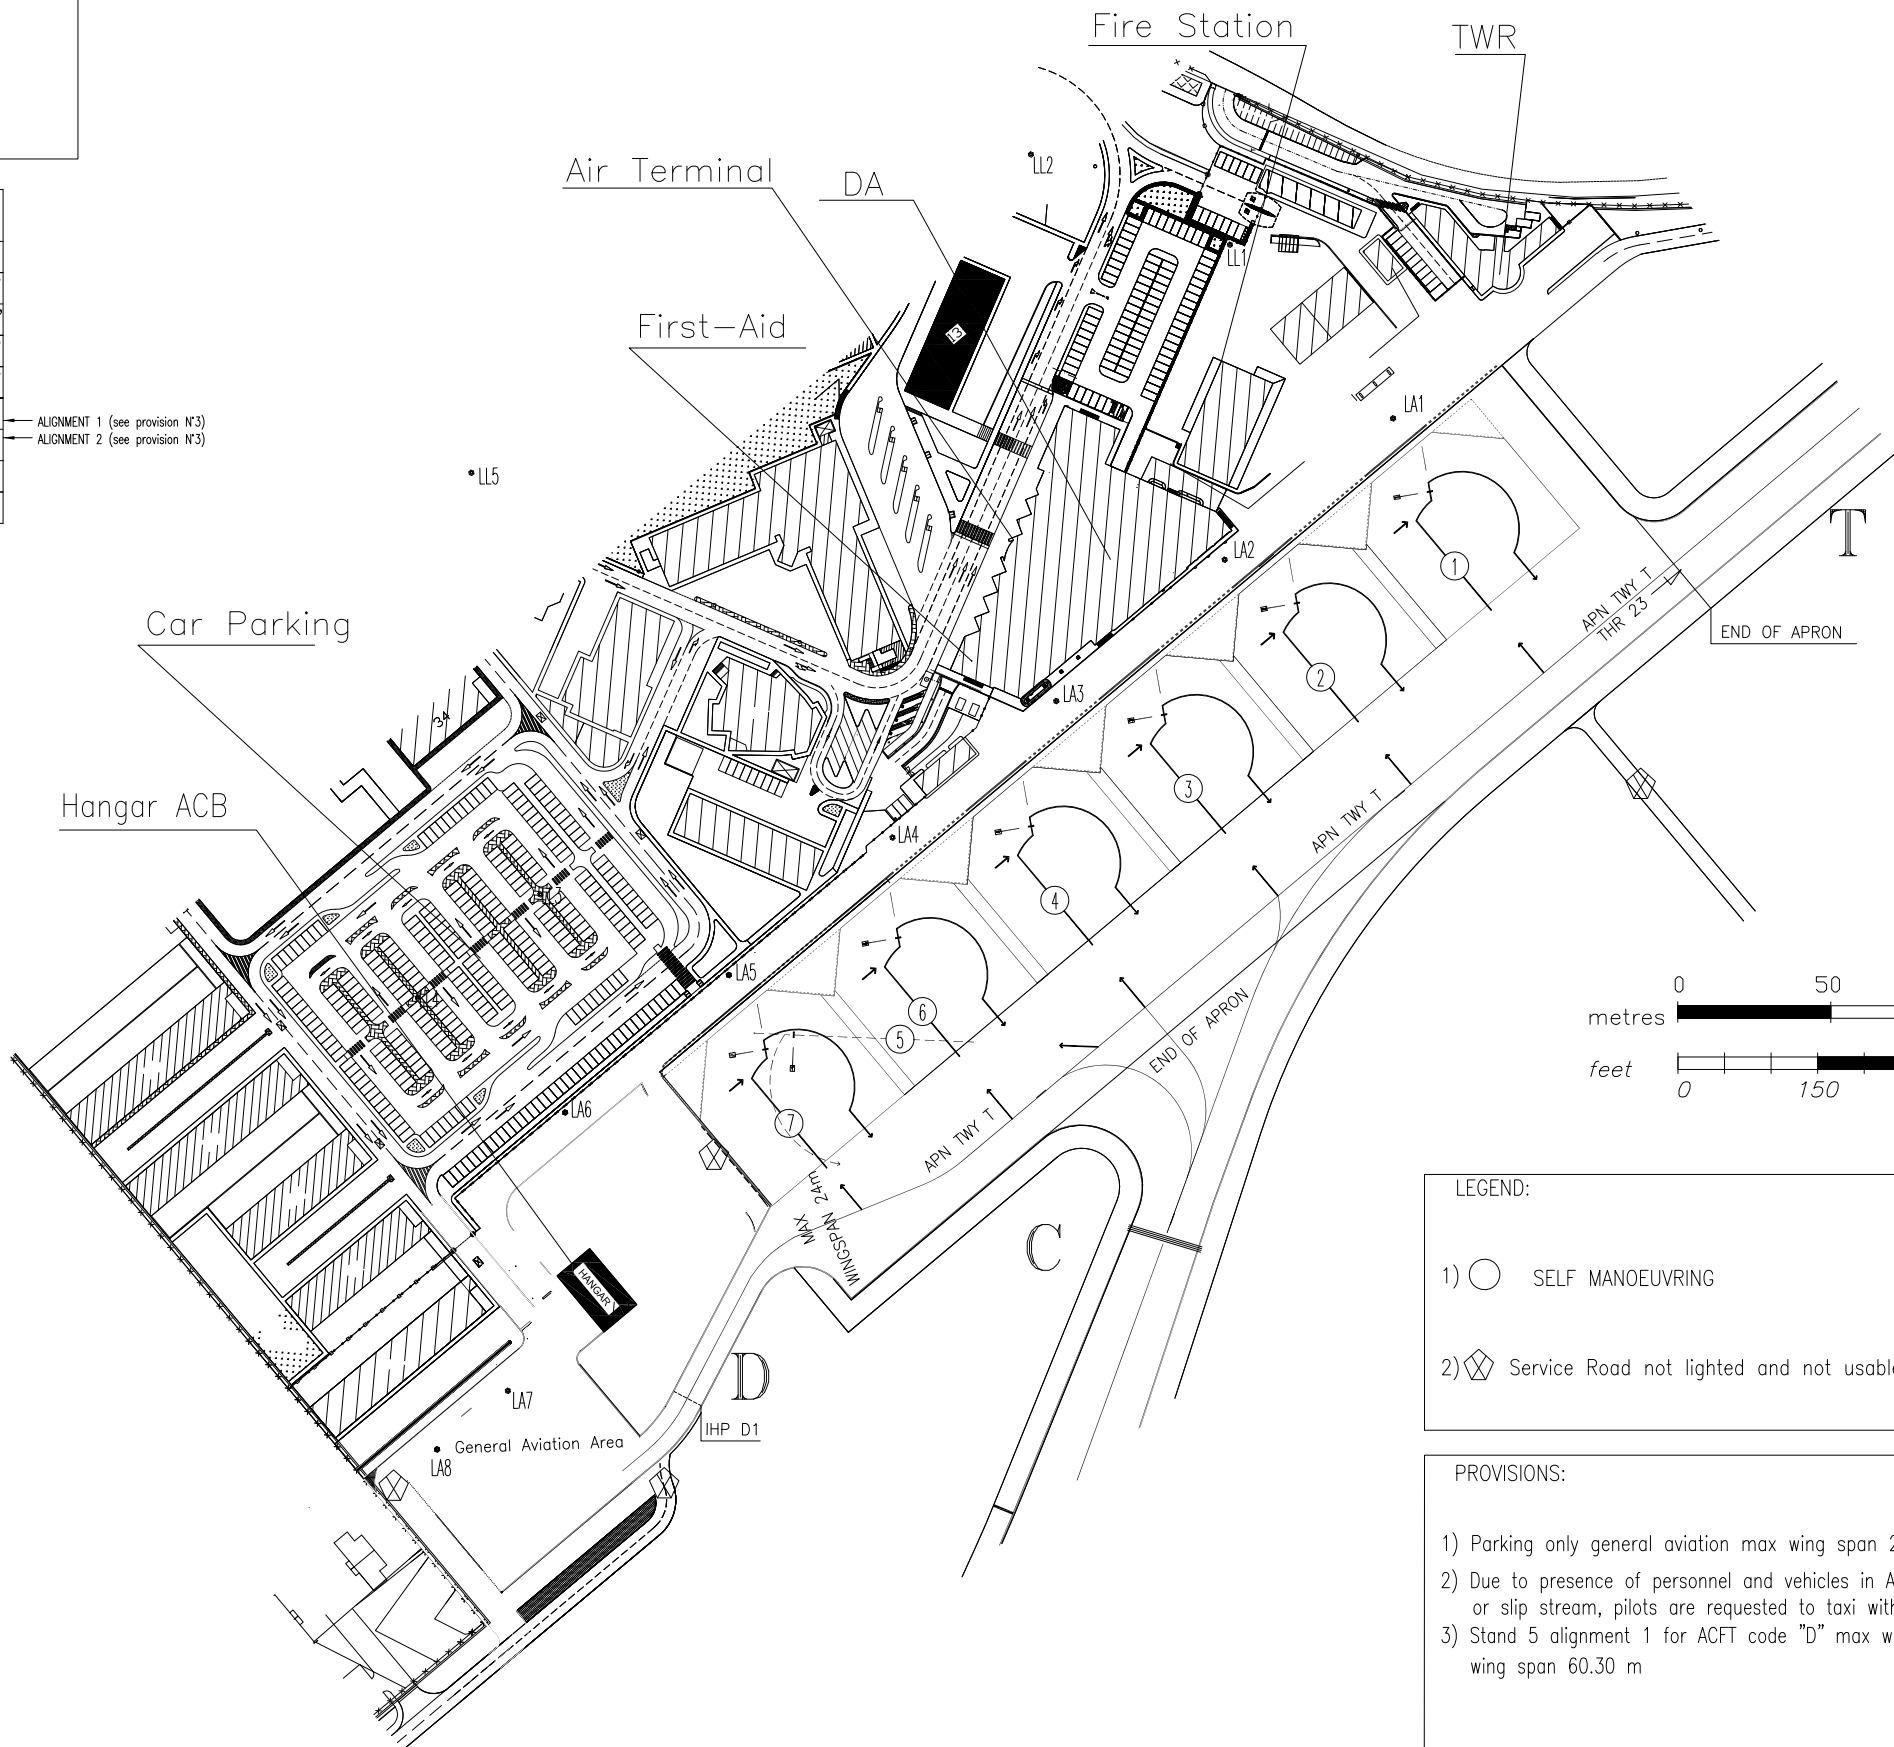 Fire Station
TWR
Air Terminal
DA
LL2
LL1
First-Aid
13
LA1
ALIGNMENT 1 (see provision N°3)
ALIGNMENT 2 (see provision N°3)
LL5
T
LA2
1
APN TWY T
THR 23
END OF APRON
Car Parking
2
LA3
34
3
APN TWY T
Hangar ACB
LA4
4
LA5
6
5
END OF APRON
0 50
metres
feet
0 150
LA6
7
APN TWY T
MAX
WINGSPAN 24m
C
HANGAR
D
LA7
IHP D1
General Aviation Area
LA8
LEGEND:
1) SELF MANOEUVRING
2) Service Road not lighted and not usable
PROVISIONS:
1) Parking only general aviation max wing span
2) Due to presence of personnel and vehicles in
or slip stream, pilots are requested to taxi with
3) Stand 5 alignment 1 for ACFT code "D" max
wing span 60.30 m